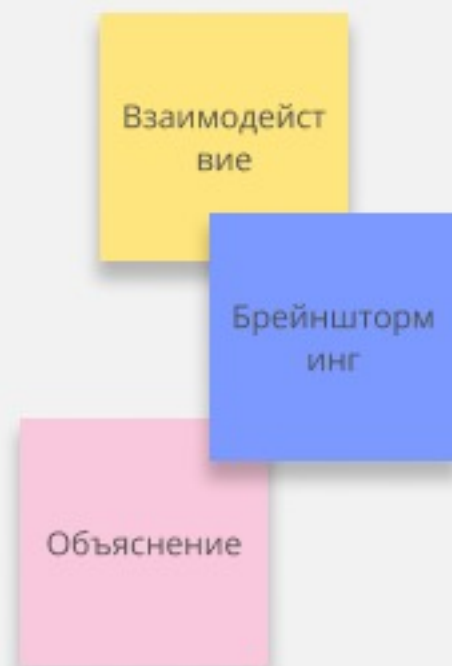 Взаимодейст
вие
Брейншторм
инг
Объяснение